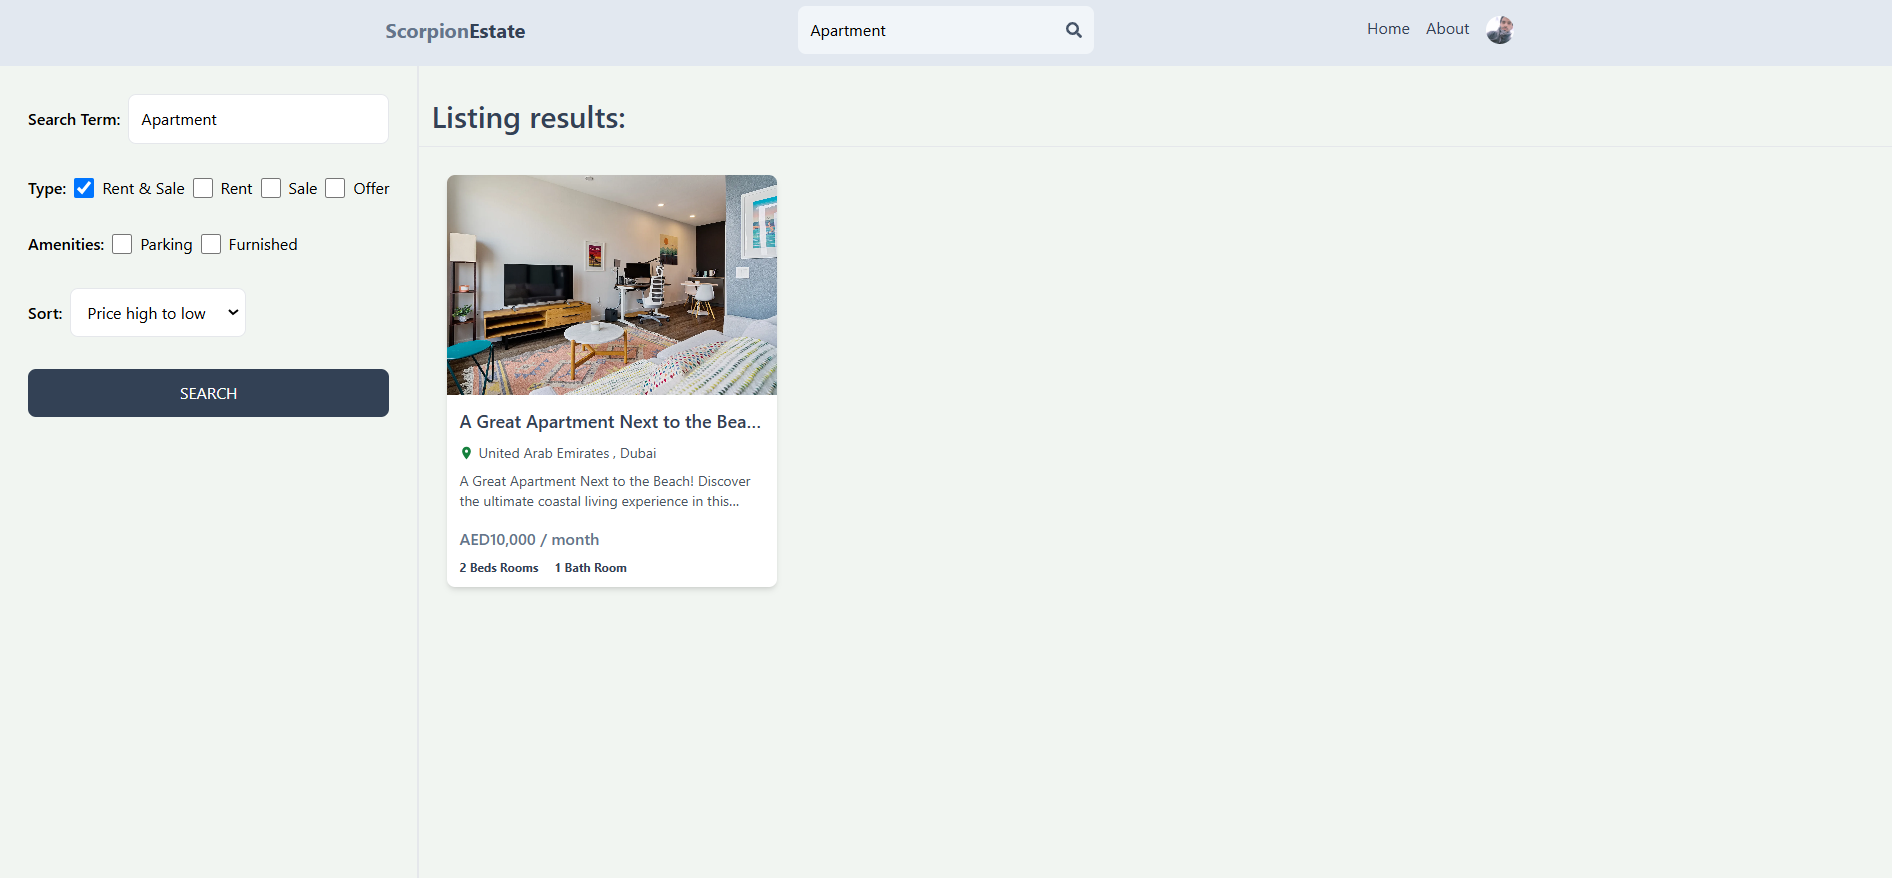 ScorpionEstate
Apartment
Home About
Search Term: Apartment
Type: Rent & Sale Rent Sale Offer
Amenities: Parking Furnished
Sort: Price high to low
SEARCH
Listing results:
A Great Apartment Next to the Bea...
United Arab Emirates , Dubai
A Great Apartment Next to the Beach! Discover
the ultimate coastal living experience in this...
AED10,000 / month
2 Beds Rooms 1 Bath Room